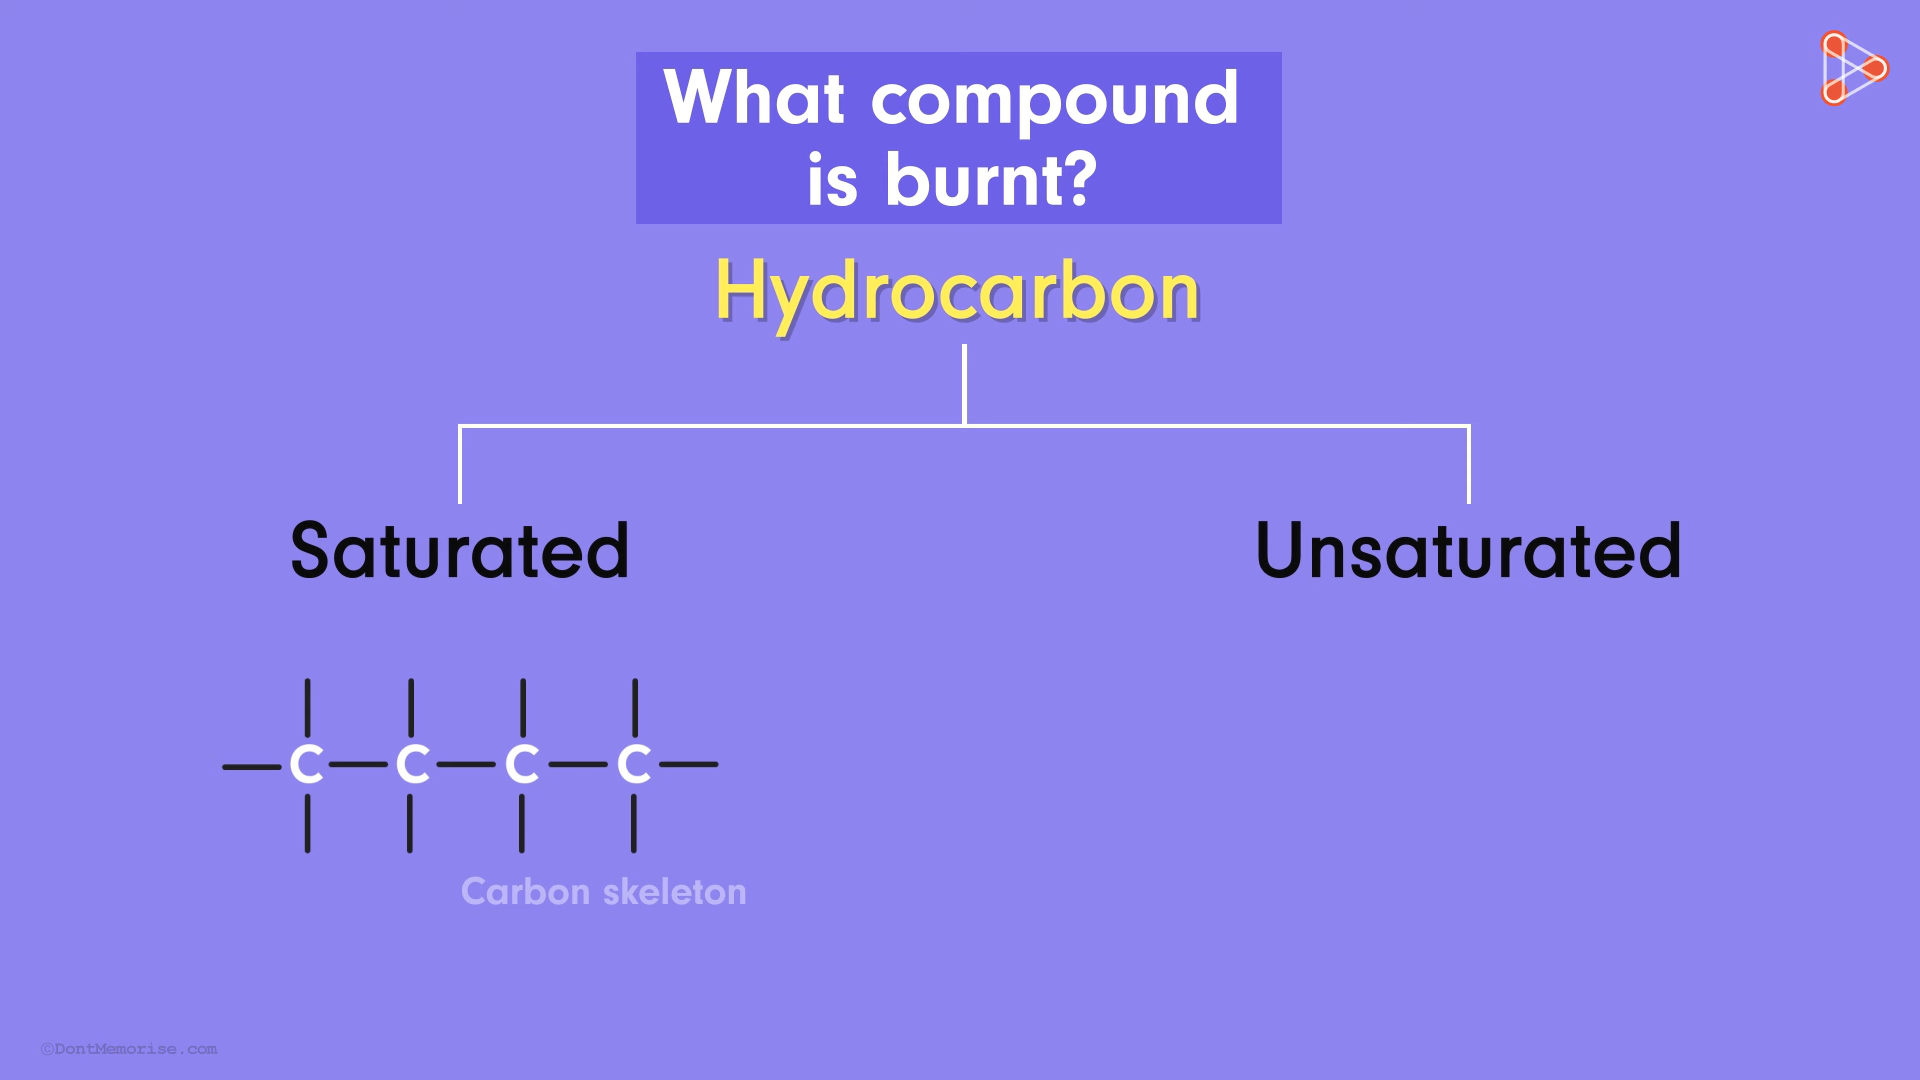 What compound
is burnt?
Hydrocarbon
Saturated
Unsaturated
C C C C
Carbon skeleton
©DontMemorise.com